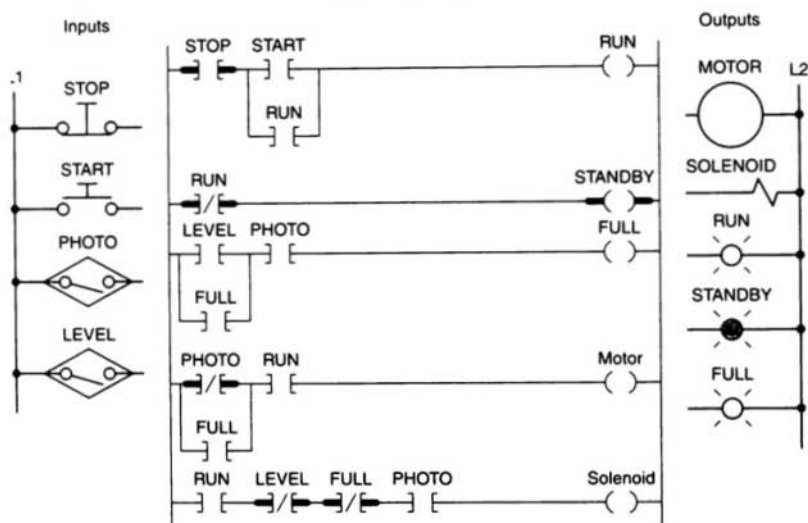 Inputs
L1
STOP
START
PHOTO
LEVEL
STOP START RUN
RUN
RUN STANDBY
LEVEL PHOTO FULL
FULL
PHOTO RUN Motor
FULL
RUN LEVEL FULL PHOTO Solenoid
Outputs
MOTOR
L2
SOLENOID
RUN
STANDBY
FULL